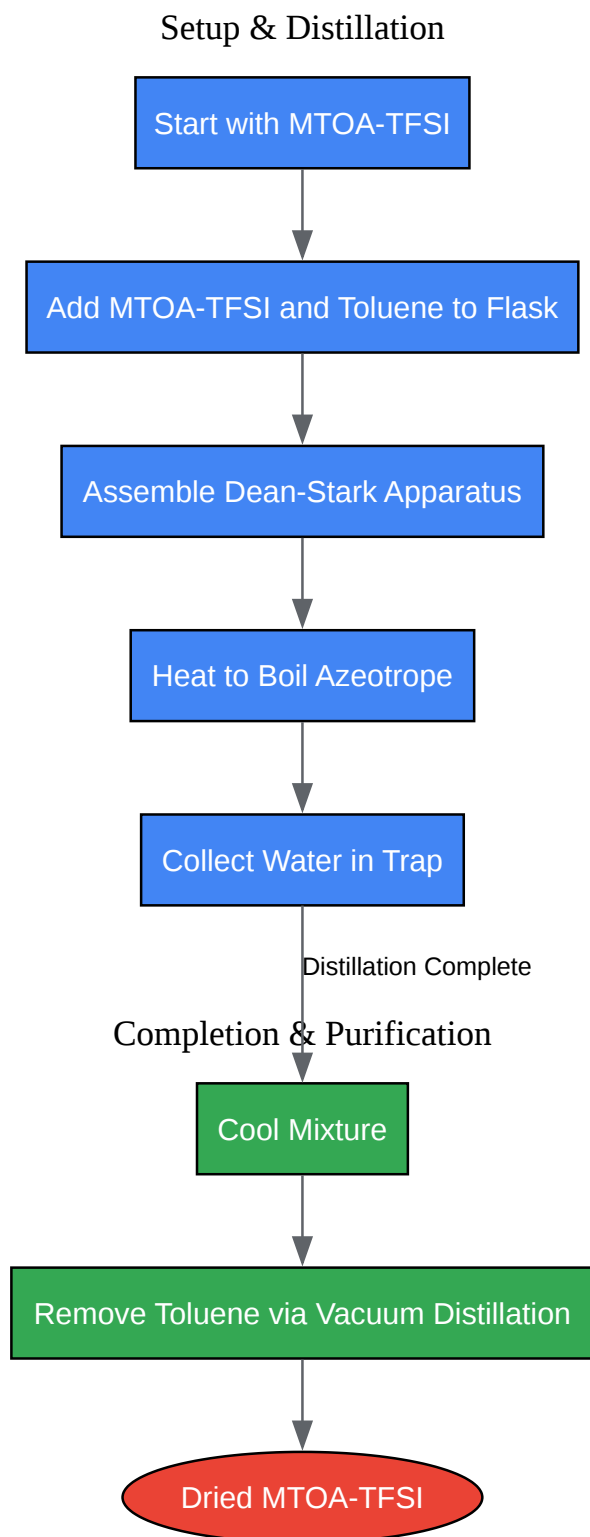 Setup & Distillation
Start with MTOA-TFSI
Add MTOA-TFSI and Toluene to Flask
Assemble Dean-Stark Apparatus
Heat to Boil Azeotrope
Collect Water in Trap
Distillation Complete
Completion & Purification
Cool Mixture
Remove Toluene via Vacuum Distillation
Dried MTOA-TFSI